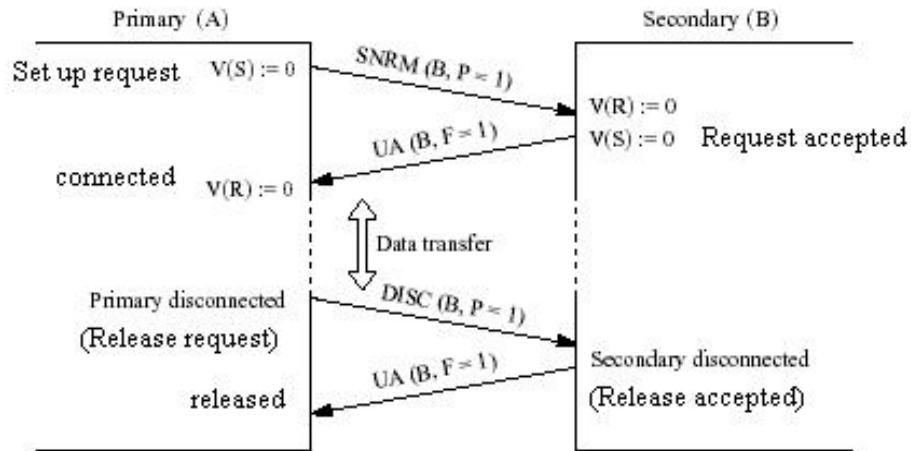 Primary (A)
Secondary (B)
Set up request V(S) := 0
SNRM (B, P = 1)
V(R) := 0
V(S) := 0 Request accepted
UA (B, F = 1)
connected
V(R) := 0
Data transfer
Primary disconnected
(Release request)
DISC (B, P = 1)
Secondary disconnected
(Release accepted)
UA (B, F = 1)
released